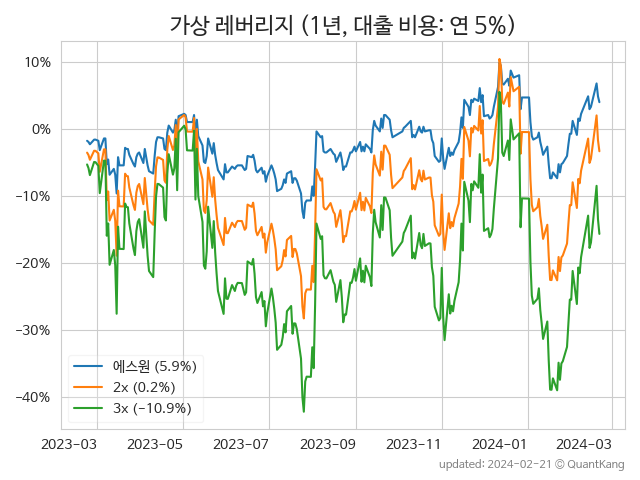 가상 레버리지 (1년, 대출 비용: 연 5%)
10%
0%
−10%
−20%
−30%
−40%
에스원 (5.9%)
2x (0.2%)
3x (-10.9%)
2023-03 2023-05 2023-07 2023-09 2023-11 2024-01 2024-03
updated: 2024-02-21 © QuantKang